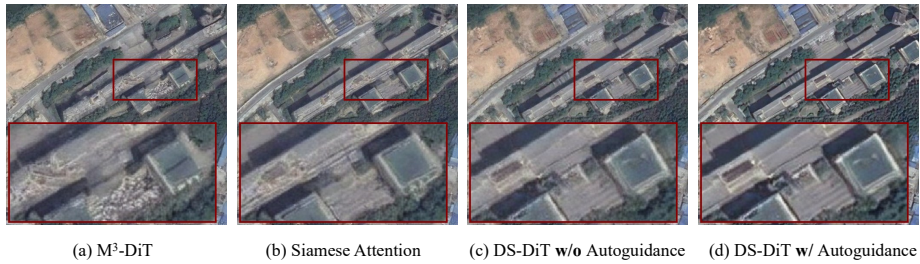 (a) M³-DiT
(b) Siamese Attention
(c) DS-DiT w/o Autoguidance
(d) DS-DiT w/ Autoguidance